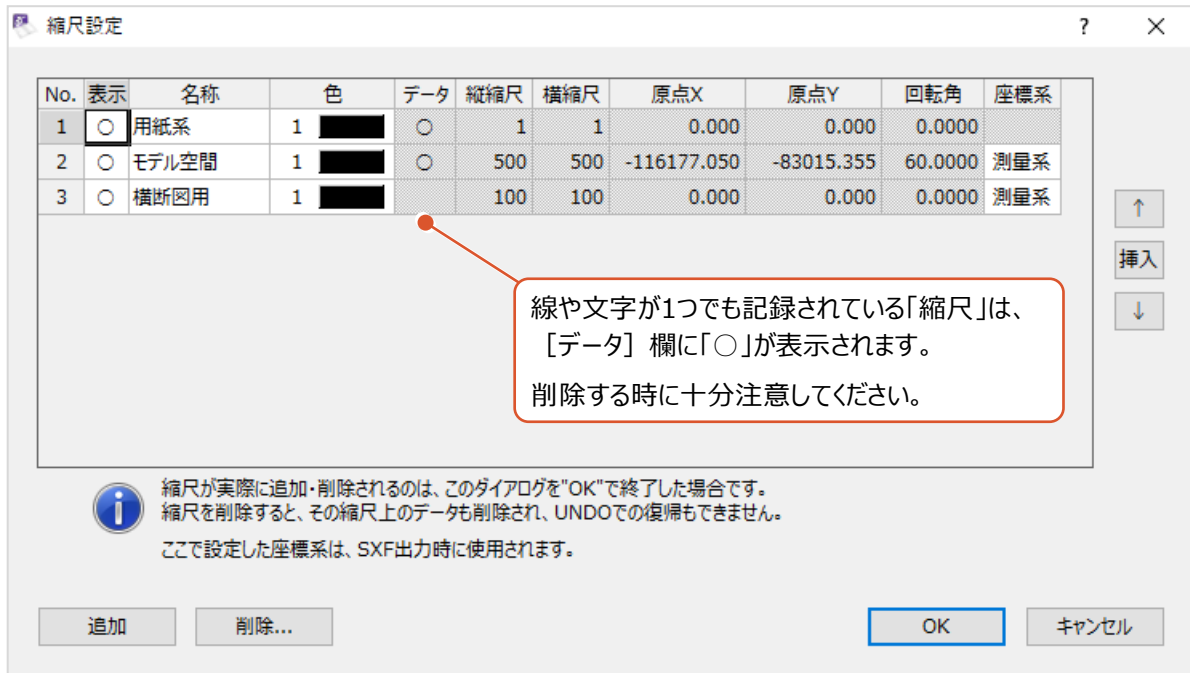 縮尺設定
? ×
No. 表示 名称 色 データ 縦縮尺 横縮尺 原点X 原点Y 回転角 座標系
1 ○ 用紙系 1 ○ 1 1 0.000 0.000 0.0000
2 ○ モデル空間 1 ○ 500 500 -116177.050 -83015.355 60.0000 測量系
3 ○ 横断図用 1 100 100 0.000 0.000 0.0000 測量系
↑
挿入
↓
線や文字が1つでも記録されている「縮尺」は、
［データ］欄に「○」が表示されます。
削除する時に十分注意してください。
縮尺が実際に追加・削除されるのは、このダイアログを"OK"で終了した場合です。
縮尺を削除すると、その縮尺上のデータも削除され、UNDOでの復帰もできません。
ここで設定した座標系は、SXF出力時に使用されます。
追加 削除... OK キャンセル